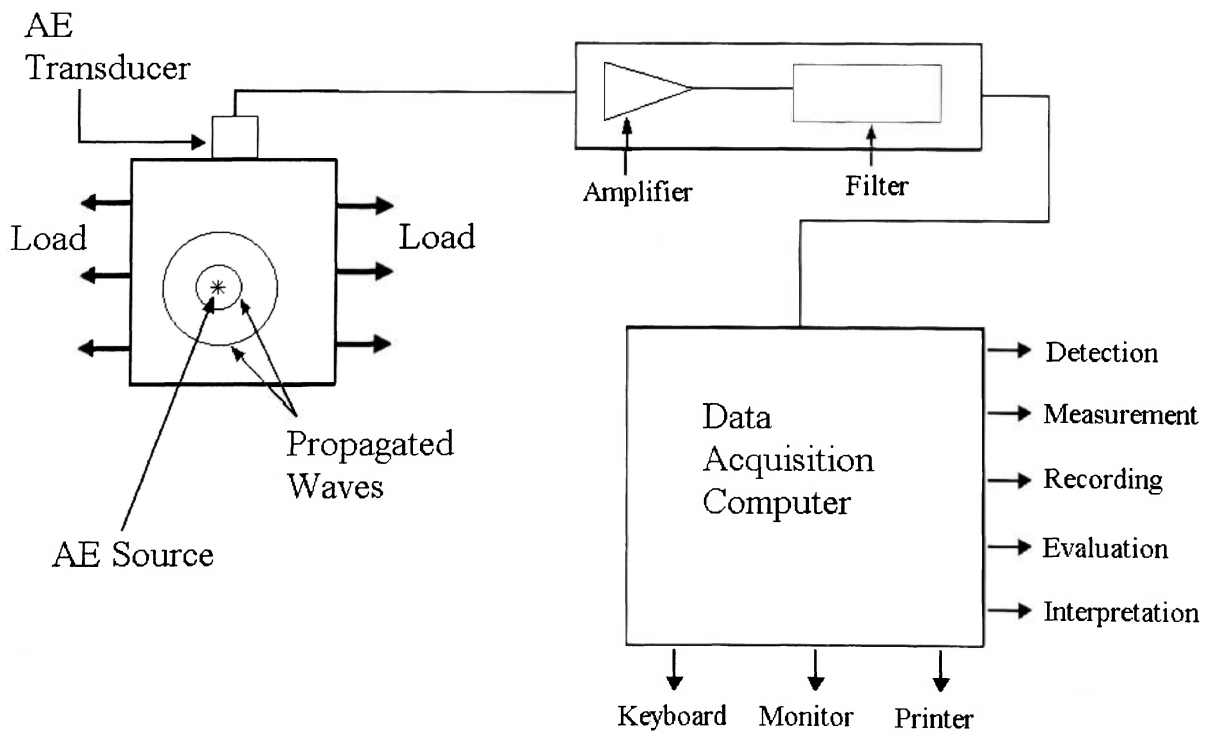 AE
Transducer
Load
Load
Propagated
Waves
AE Source
Amplifier
Filter
Data
Acquisition
Computer
Detection
Measurement
Recording
Evaluation
Interpretation
Keyboard
Monitor
Printer